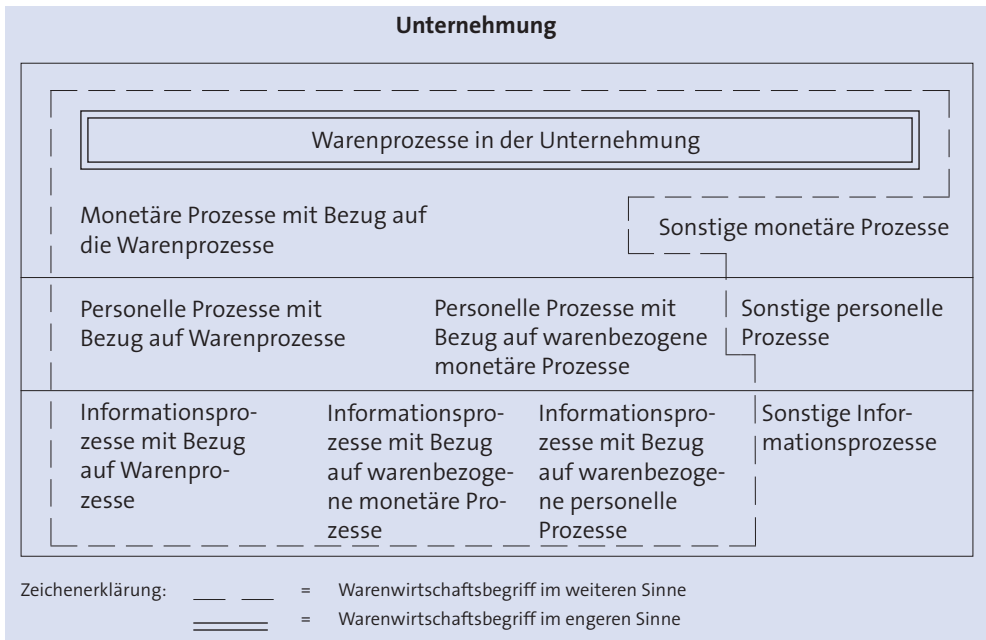 Unternehmung
Warenprozesse in der Unternehmung
Monetäre Prozesse mit Bezug auf
die Warenprozesse
Sonstige monetäre Prozesse
Personelle Prozesse mit
Bezug auf Warenprozesse
Personelle Prozesse mit
Bezug auf warenbezogene
monetäre Prozesse
Sonstige personelle
Prozesse
Informationspro-
zesse mit Bezug
auf Warenpro-
zesse
Informationspro-
zesse mit Bezug
auf warenbezoge-
ne monetäre Pro-
zesse
Informationspro-
zesse mit Bezug
auf warenbezoge-
ne personelle
Prozesse
Sonstige Infor-
mationsprozesse
Zeichenerklärung:
= Warenwirtschaftsbegriff im weiteren Sinne
= Warenwirtschaftsbegriff im engeren Sinne